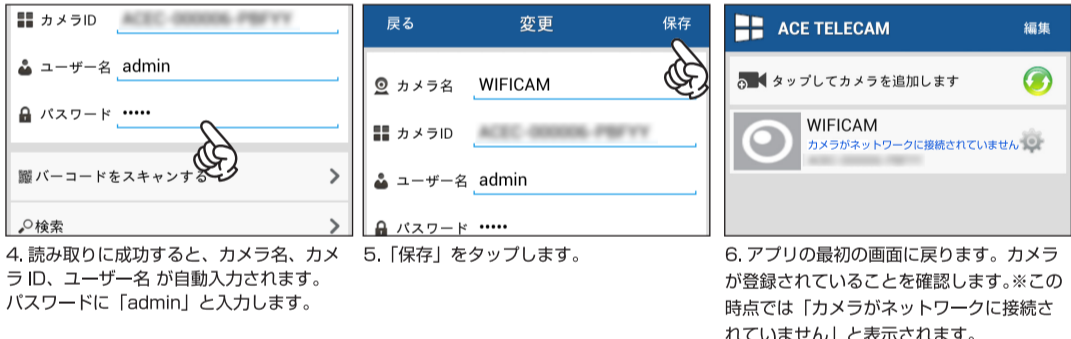 カメラID
ユーザー名 admin
パスワード •••••
バーコードをスキャンする
検索
4. 読み取りに成功すると、カメラ名、カメ
ラ ID、ユーザー名 が自動入力されます。
パスワードに「admin」と入力します。
戻る 変更 保存
カメラ名 WIFICAM
カメラID
ユーザー名 admin
パスワード •••••
5.「保存」をタップします。
ACE TELECAM 編集
タップしてカメラを追加します
WIFICAM
カメラがネットワークに接続されていません
6. アプリの最初の画面に戻ります。カメラ
が登録されていることを確認します。※この
時点では「カメラがネットワークに接続さ
れていません」と表示されます。